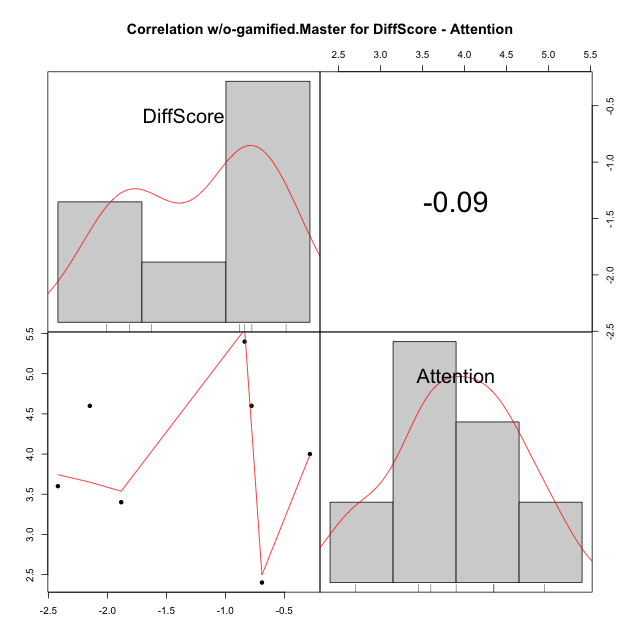 Correlation w/o-gamified.Master for DiffScore - Attention
2.5 3.0 3.5 4.0 4.5 5.0 5.5
DiffScore
-0.09
-0.5
-1.0
-1.5
-2.0
-2.5
5.5
5.0
4.5
4.0
3.5
3.0
2.5
Attention
-2.5 -2.0 -1.5 -1.0 -0.5